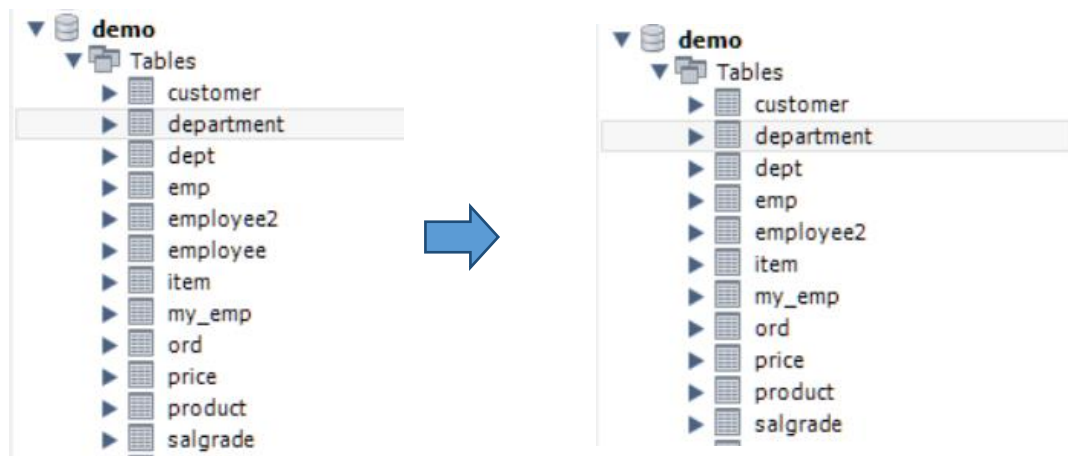 demo
Tables
customer
department
dept
emp
employee2
employee
item
my_emp
ord
price
product
salgrade
demo
Tables
customer
department
dept
emp
employee2
item
my_emp
ord
price
product
salgrade